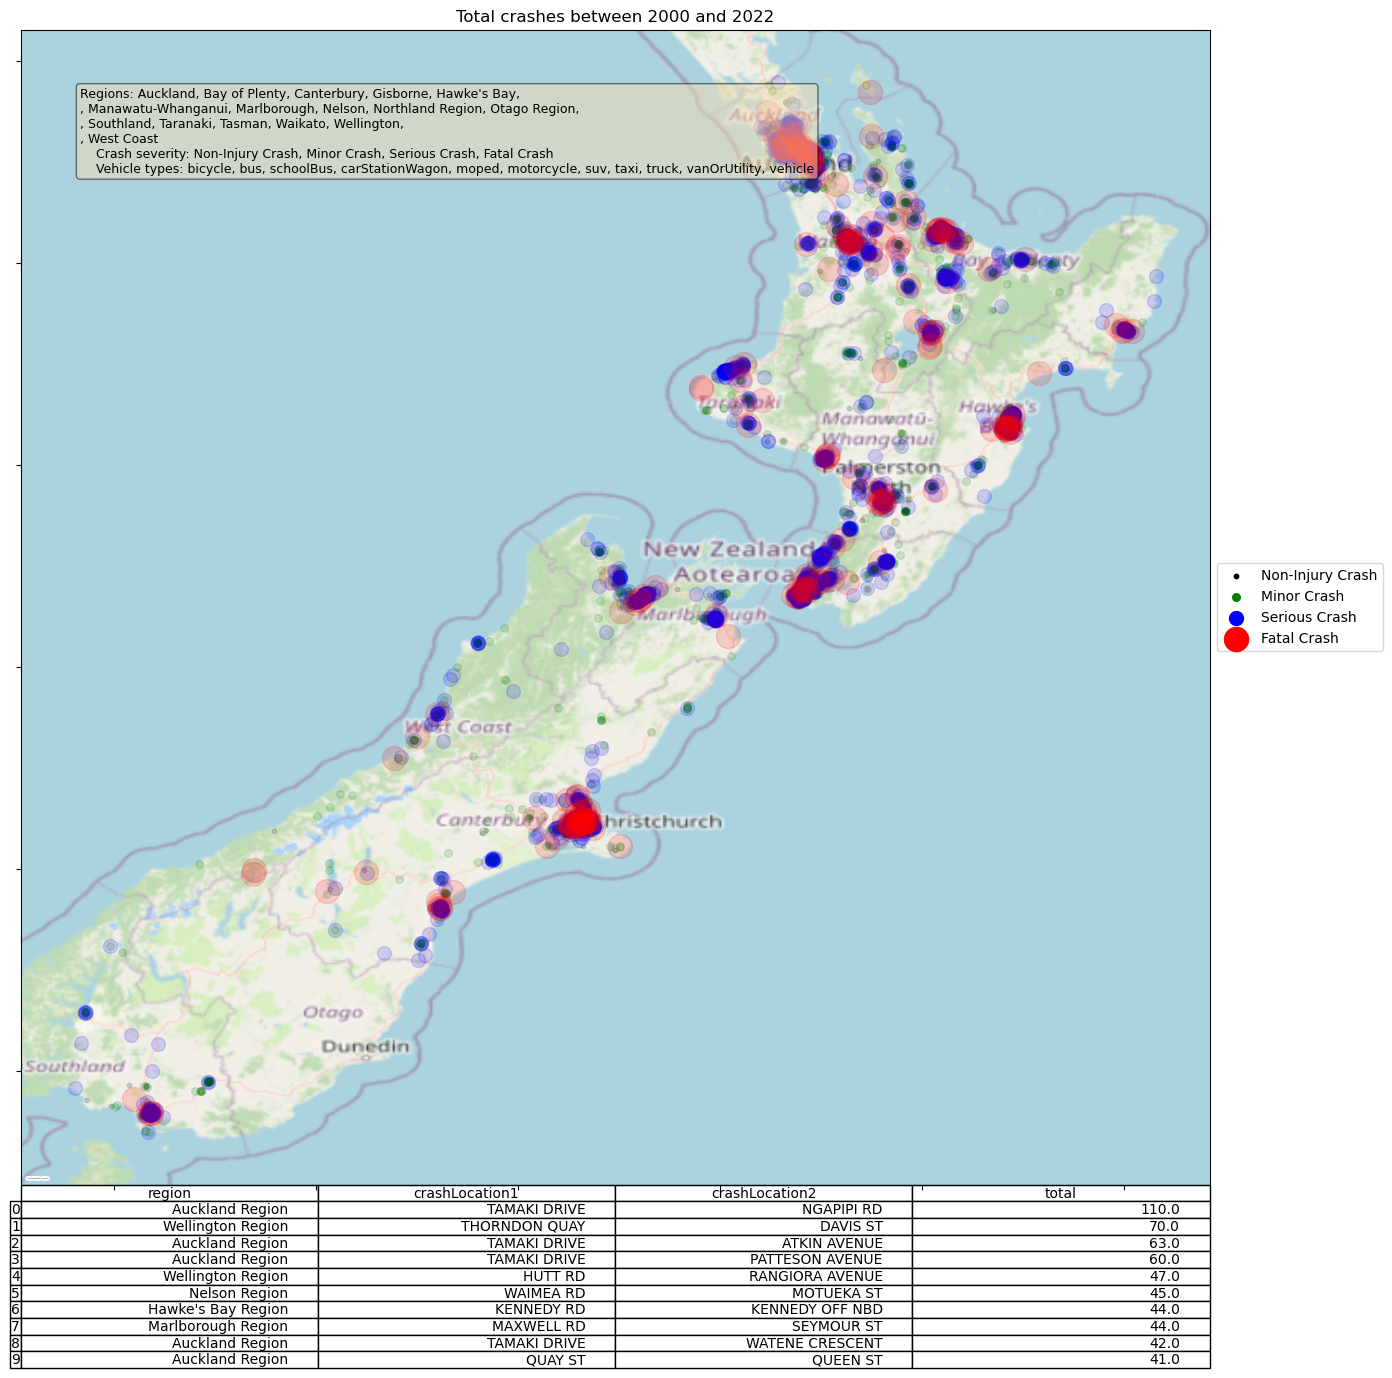 Total crashes between 2000 and 2022
Regions: Auckland, Bay of Plenty, Canterbury, Gisborne, Hawke's Bay,
, Manawatu-Whanganui, Marlborough, Nelson, Northland Region, Otago Region,
, Southland, Taranaki, Tasman, Waikato, Wellington,
, West Coast
Crash severity: Non-Injury Crash, Minor Crash, Serious Crash, Fatal Crash
Vehicle types: bicycle, bus, schoolBus, carStationWagon, moped, motorcycle, suv, taxi, truck, vanOrUtility, vehicle
Auckland
Auckland
Bay of Plenty
Taranaki
Hawke's
Bay
Manawatū-
Whanganui
Palmerston
North
New Zealand
Aotearoa
Marlborough
Non-Injury Crash
Minor Crash
Serious Crash
Fatal Crash
West Coast
Canterbury
Christchurch
Otago
Dunedin
Southland
region crashLocation1 crashLocation2 total
0 Auckland Region TAMAKI DRIVE NGAPIPI RD 110.0
1 Wellington Region THORNDON QUAY DAVIS ST 70.0
2 Auckland Region TAMAKI DRIVE ATKIN AVENUE 63.0
3 Auckland Region TAMAKI DRIVE PATTESON AVENUE 60.0
4 Wellington Region HUTT RD RANGIORA AVENUE 47.0
5 Nelson Region WAIMEA RD MOTUEKA ST 45.0
6 Hawke's Bay Region KENNEDY RD KENNEDY OFF NBD 44.0
7 Marlborough Region MAXWELL RD SEYMOUR ST 44.0
8 Auckland Region TAMAKI DRIVE WATENE CRESCENT 42.0
9 Auckland Region QUAY ST QUEEN ST 41.0